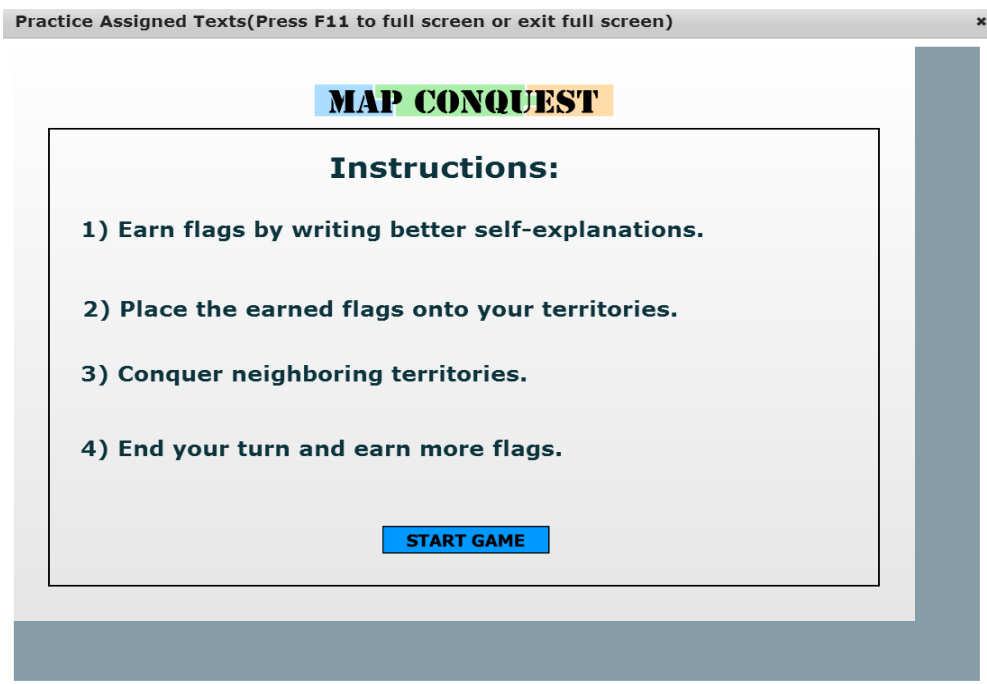 Practice Assigned Texts(Press F11 to full screen or exit full screen)
MAP CONQUEST
Instructions:
1) Earn flags by writing better self-explanations.
2) Place the earned flags onto your territories.
3) Conquer neighboring territories.
4) End your turn and earn more flags.
START GAME